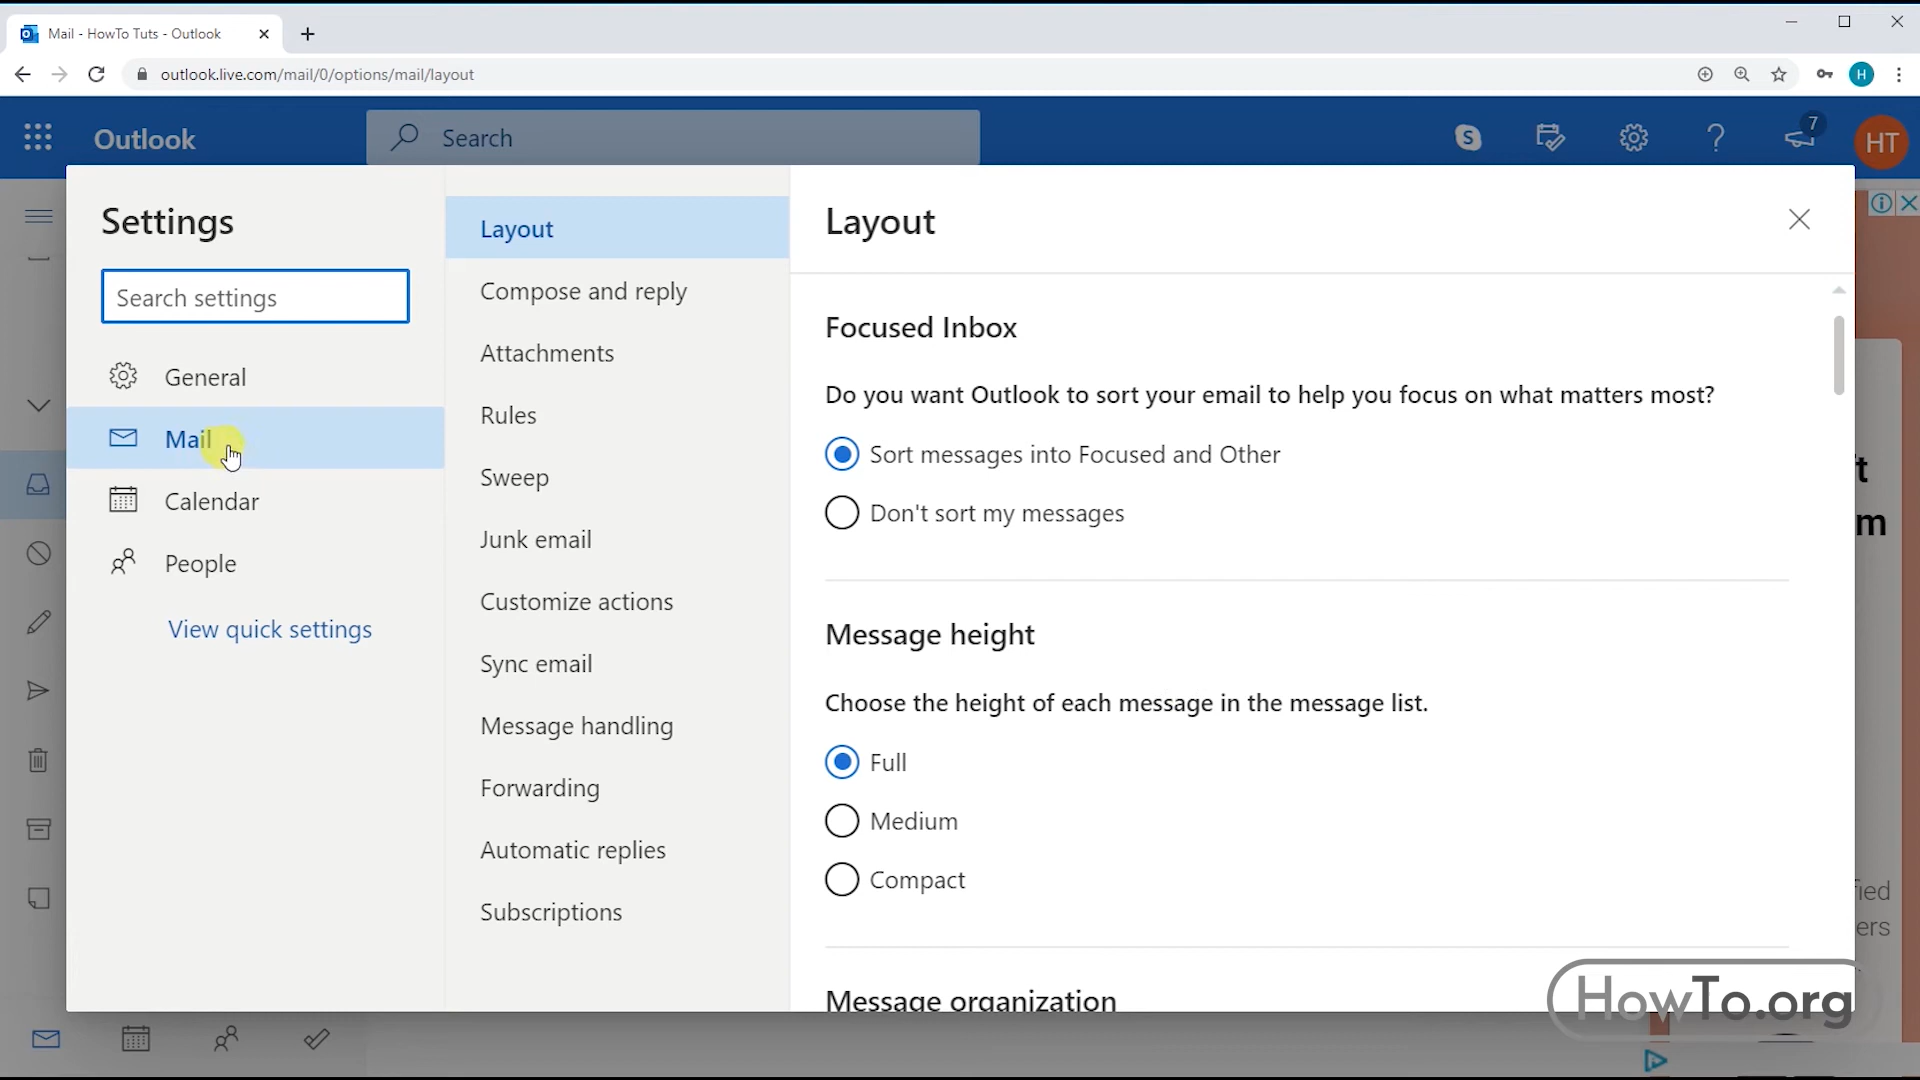 Mail - HowTo Tuts - Outlook
outlook.live.com/mail/0/options/mail/layout
H
Outlook
Search
7
HT
Settings
Search settings
General
Mail
Calendar
People
View quick settings
Layout
Compose and reply
Attachments
Rules
Sweep
Junk email
Customize actions
Sync email
Message handling
Forwarding
Automatic replies
Subscriptions
Layout
Focused Inbox
Do you want Outlook to sort your email to help you focus on what matters most?
Sort messages into Focused and Other
Don't sort my messages
Message height
Choose the height of each message in the message list.
Full
Medium
Compact
Message organization
HowTo.org